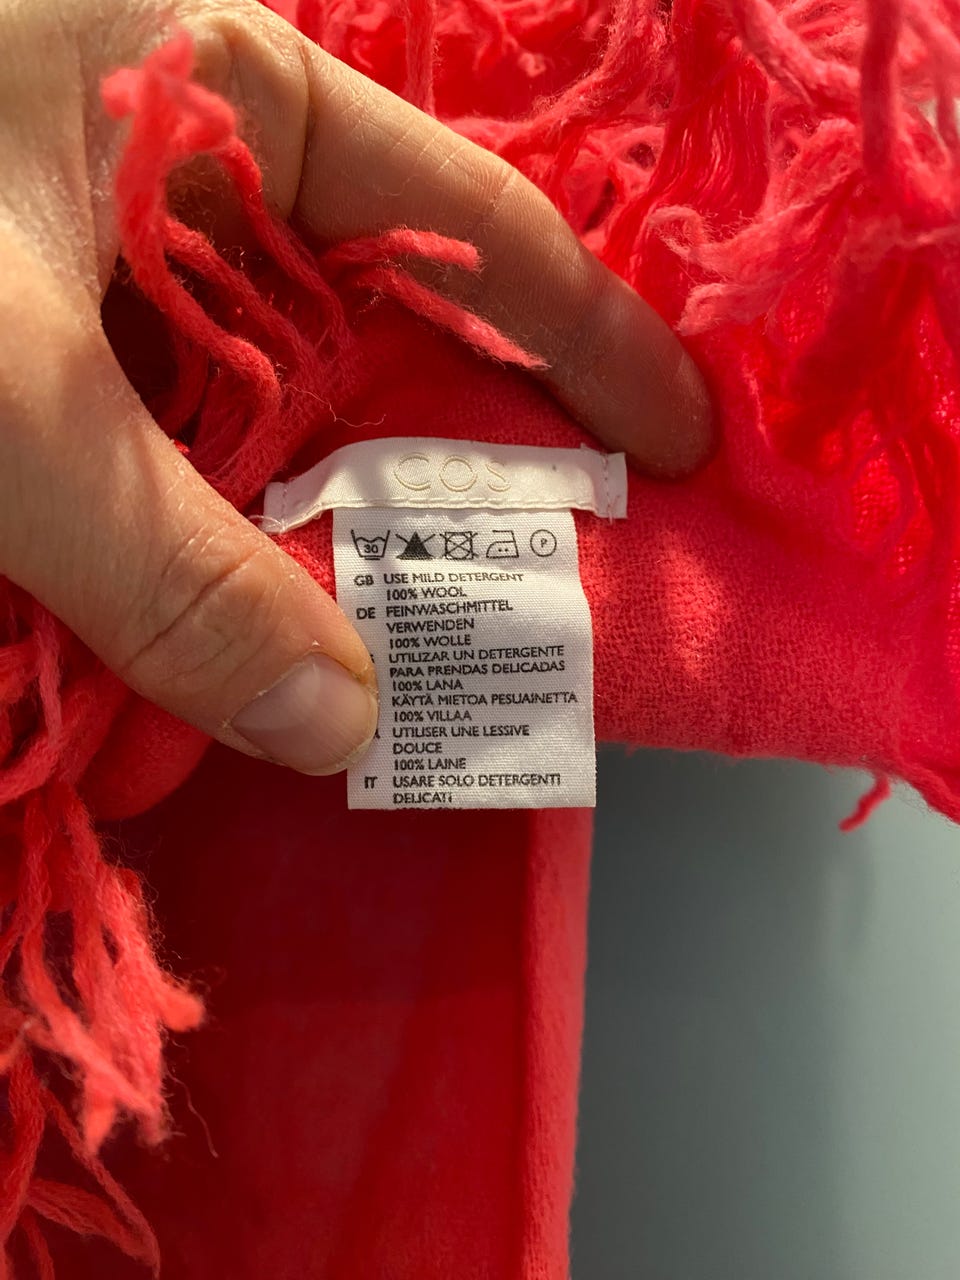 COS
30 P
GB USE MILD DETERGENT
100% WOOL
DE FEINWASCHMITTEL
VERWENDEN
100% WOLLE
UTILIZAR UN DETERGENTE
PARA PRENDAS DELICADAS
100% LANA
KÄYTÄ MIETOA PESUAINETTA
100% VILLAA
UTILISER UNE LESSIVE
DOUCE
100% LAINE
IT USARE SOLO DETERGENTI
DELICATI